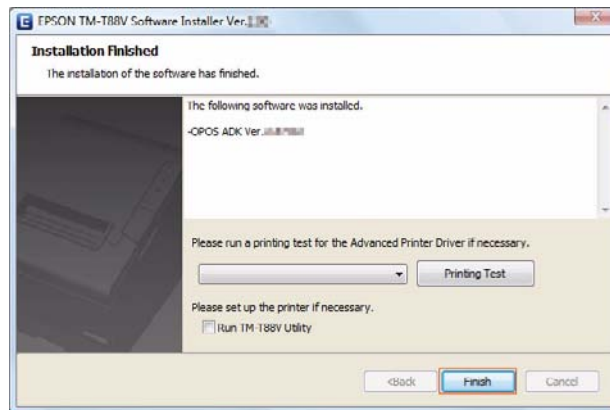 EPSON TM-T88V Software Installer Ver.
Installation Finished
The installation of the software has finished.
The following software was installed.
-OPOS ADK Ver.
Please run a printing test for the Advanced Printer Driver if necessary.
Printing Test
Please set up the printer if necessary.
Run TM-T88V Utility
<Back Finish Cancel